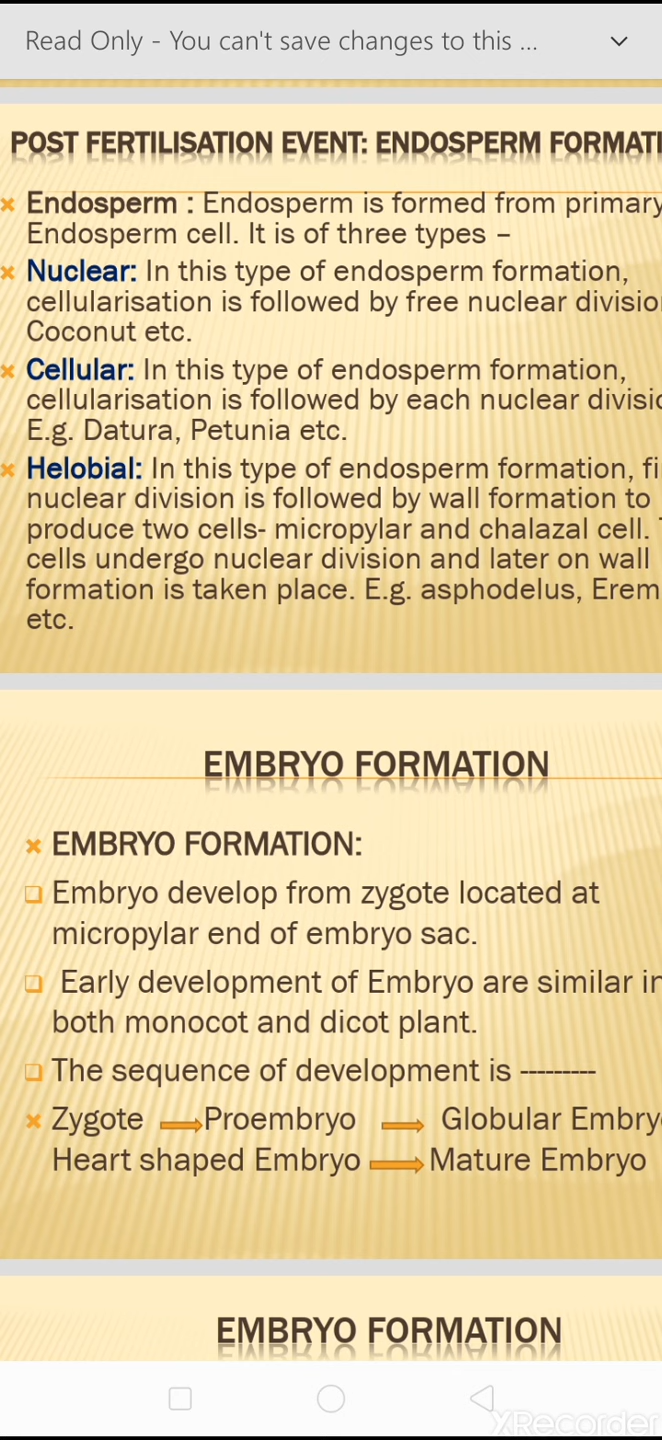 Read Only - You can't save changes to this ...
POST FERTILISATION EVENT: ENDOSPERM FORMATI
Endosperm : Endosperm is formed from primary
Endosperm cell. It is of three types –
Nuclear: In this type of endosperm formation,
cellularisation is followed by free nuclear divisio
Coconut etc.
Cellular: In this type of endosperm formation,
cellularisation is followed by each nuclear divisio
E.g. Datura, Petunia etc.
Helobial: In this type of endosperm formation, fi
nuclear division is followed by wall formation to
produce two cells- micropylar and chalazal cell.
cells undergo nuclear division and later on wall
formation is taken place. E.g. asphodelus, Erem
etc.
EMBRYO FORMATION
EMBRYO FORMATION:
Embryo develop from zygote located at
micropylar end of embryo sac.
Early development of Embryo are similar in
both monocot and dicot plant.
The sequence of development is ---------
Zygote Proembryo Globular Embryo
Heart shaped Embryo Mature Embryo
EMBRYO FORMATION
XRecorder